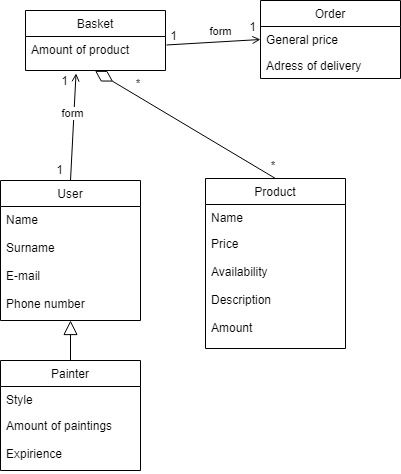 Basket
Amount of product
1
form
1
Order
General price
Adress of delivery
1
form
1
*
*
User
Name
Surname
E-mail
Phone number
Product
Name
Price
Availability
Description
Amount
Painter
Style
Amount of paintings
Expirience